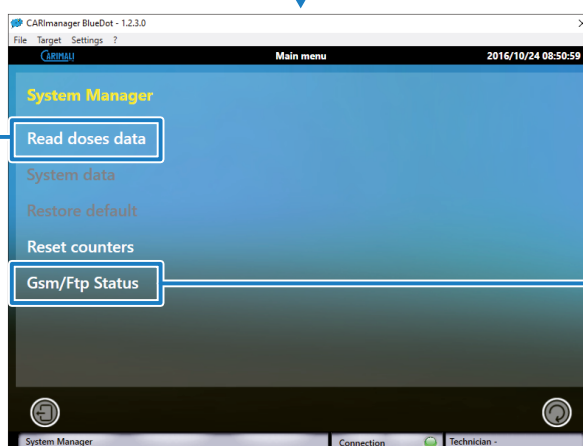 CARImanager BlueDot - 1.2.3.0
File Target Settings ?
CARIMALI Main menu 2016/10/24 08:50:59
System Manager
Read doses data
System data
Restore default
Reset counters
Gsm/Ftp Status
System Manager Connection Technician -